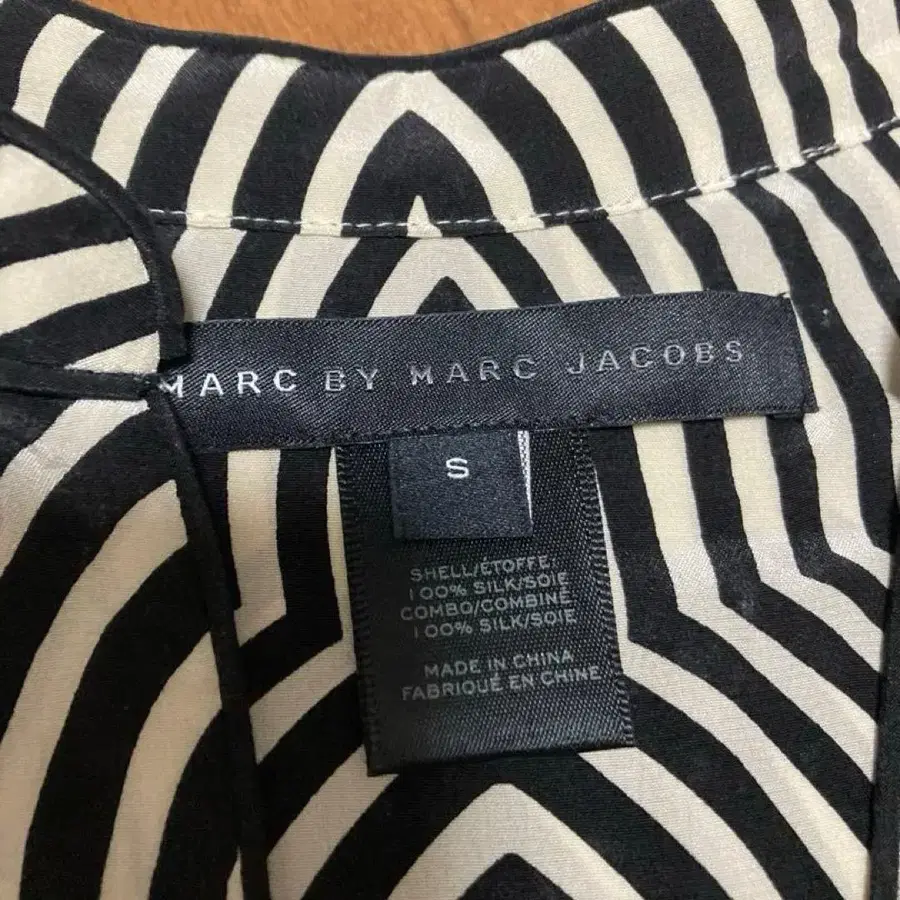 MARC BY MARC JACOBS
S
SHELL/ÉTOFFE
100% SILK/SOIE
COMBO/COMBINÉ
100% SILK/SOIE
MADE IN CHINA
FABRIQUÉ EN CHINE